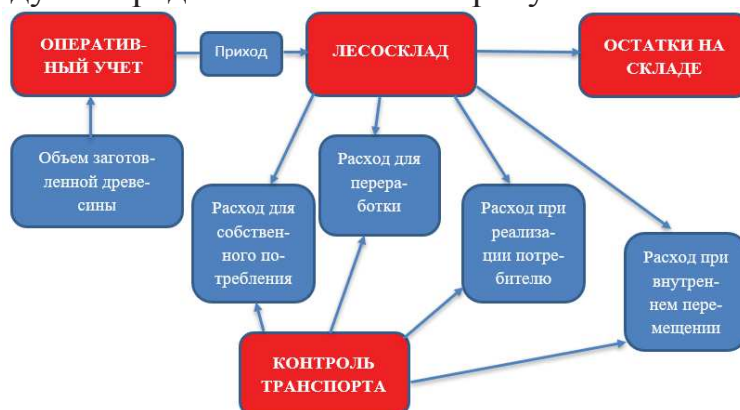 ОПЕРАТИВ-
НЫЙ УЧЕТ
Приход
ЛЕСОСКЛАД
ОСТАТКИ НА
СКЛАДЕ
Объем заготов-
ленной древе-
сины
Расход для
собствен-
ного по-
требления
Расход для
перера-
ботки
Расход при
реализа-
ции потре-
бителю
Расход при
внутрен-
нем пере-
мещении
КОНТРОЛЬ
ТРАНСПОРТА